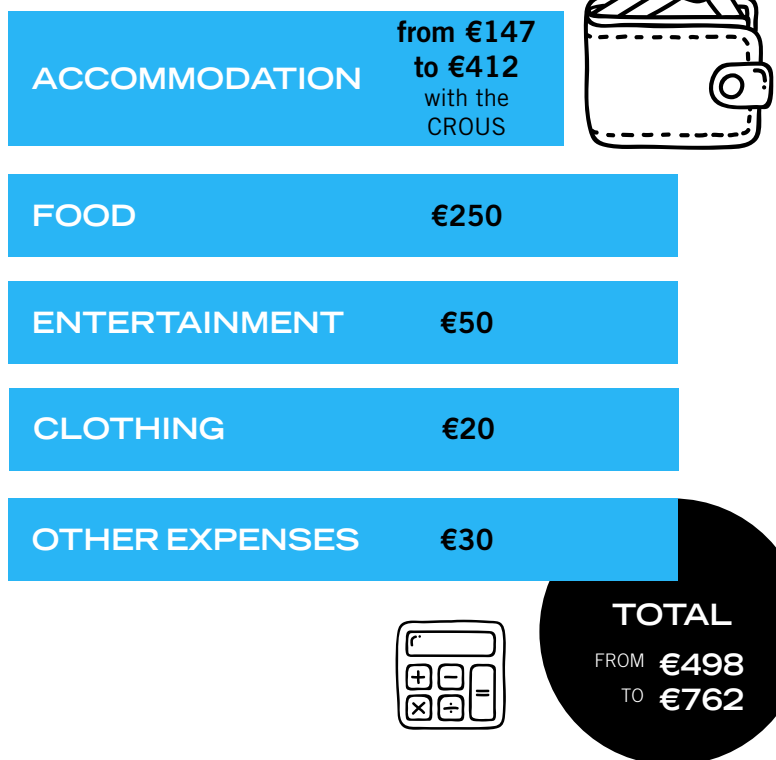 ACCOMMODATION
from €147
to €412
with the
CROUS
FOOD €250
ENTERTAINMENT €50
CLOTHING €20
OTHER EXPENSES €30
TOTAL
FROM €498
TO €762